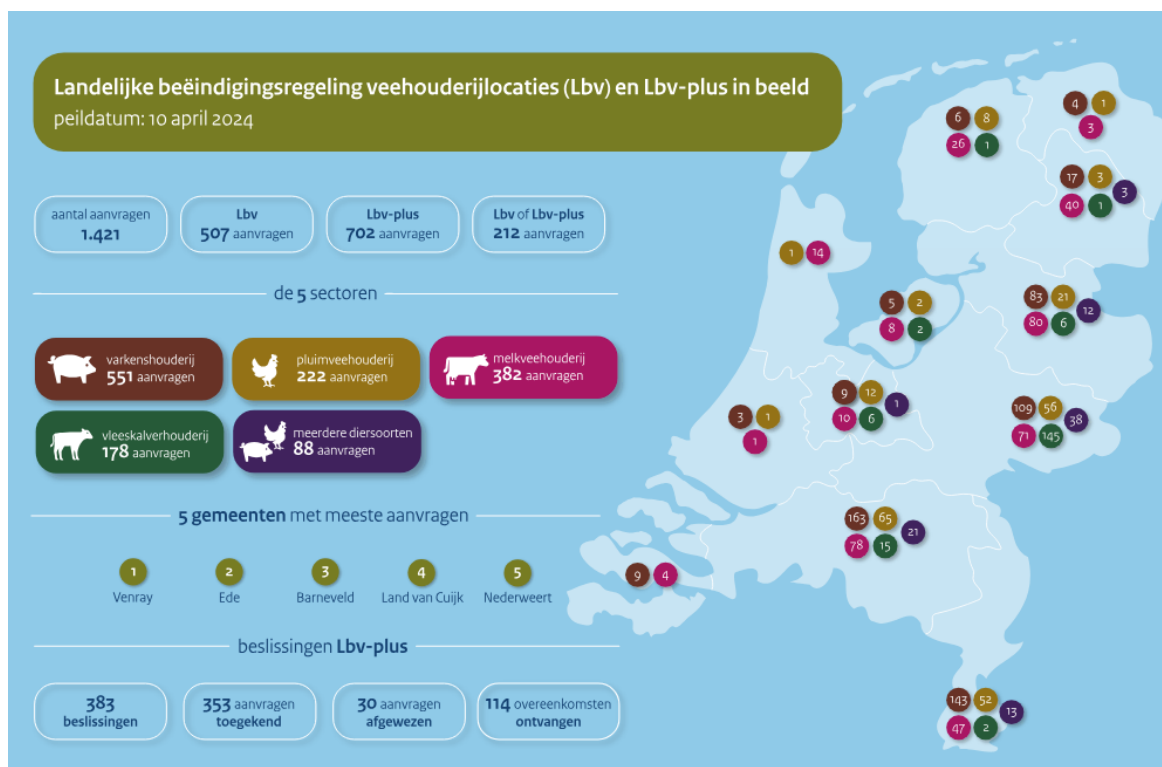 Landelijke beëindigingsregeling veehouderijlocaties (Lbv) en Lbv-plus in beeld
peildatum: 10 april 2024
aantal aanvragen
1.421
Lbv
507 aanvragen
Lbv-plus
702 aanvragen
Lbv of Lbv-plus
212 aanvragen
de 5 sectoren
varkenshouderij
551 aanvragen
pluimveehouderij
222 aanvragen
melkveehouderij
382 aanvragen
vleeskalverhouderij
178 aanvragen
meerdere diersoorten
88 aanvragen
5 gemeenten met meeste aanvragen
1
Venray
2
Ede
3
Barneveld
4
Land van Cuijk
5
Nederweert
beslissingen Lbv-plus
383
beslissingen
353 aanvragen
toegekend
30 aanvragen
afgewezen
114 overeenkomsten
ontvangen
6 8
26 1
4 1
3
17 3
3
40 1
1 14
5 2
8 2
83 21
12
80 6
9 12
1
10 6
3 1
1
109 56
38
71 145
163 65
21
78 15
9 4
143 52
13
47 2